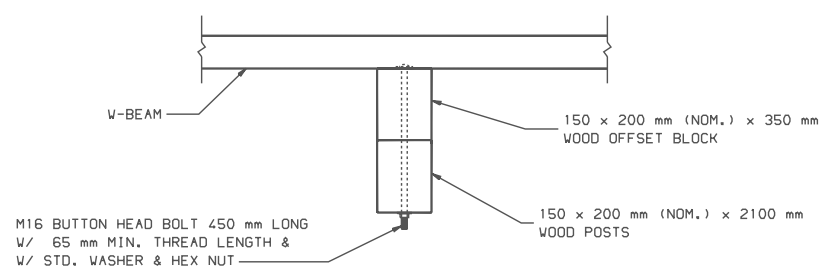 W-BEAM
150 x 200 mm (NOM.) x 350 mm
WOOD OFFSET BLOCK
150 x 200 mm (NOM.) x 2100 mm
WOOD POSTS
M16 BUTTON HEAD BOLT 450 mm LONG
W/ 65 mm MIN. THREAD LENGTH &
W/ STD. WASHER & HEX NUT